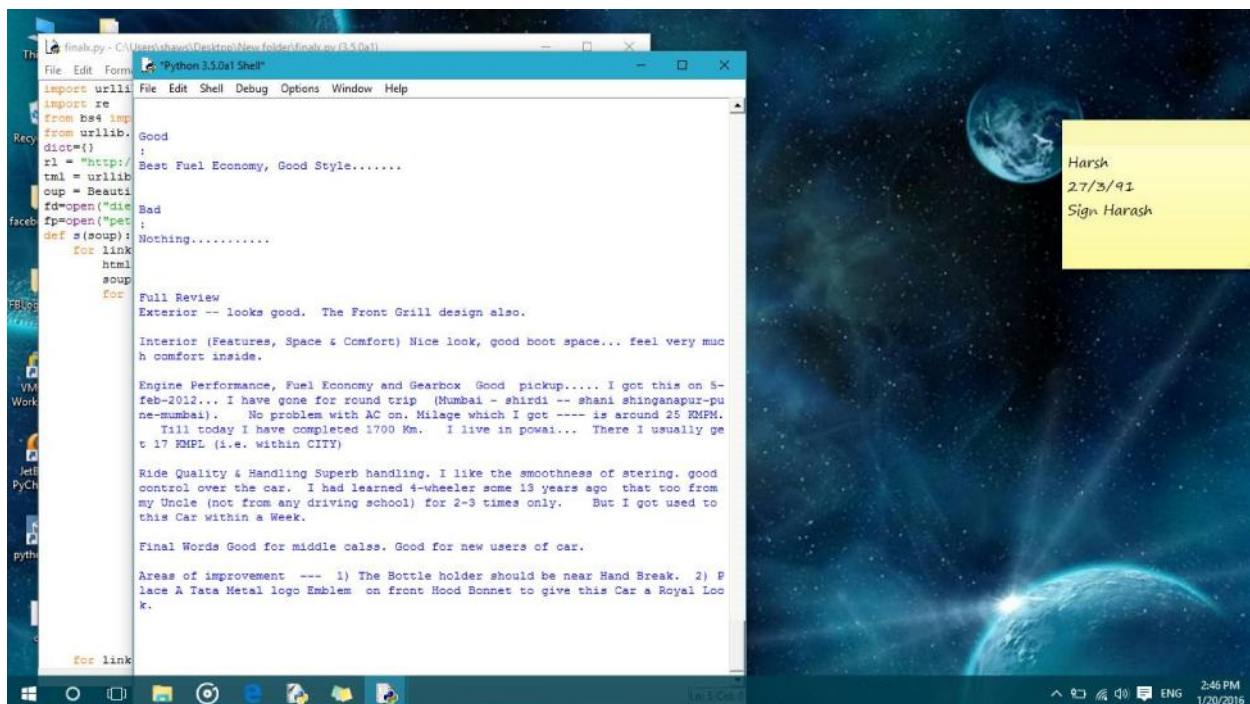 finalx.py - C:\Users\shaws\Desktop\New folder\finalx.py (3.5.0a1)
File Edit Form
import urlli
import re
from bs4 imp
from urllib.
dict={}
rl = "http:/
tml = urllib
oup = Beauti
fd=open("die
fp=open("pet
def s(soup):
for link
html
soup
for
for link
*Python 3.5.0a1 Shell*
File Edit Shell Debug Options Window Help
Good
:
Best Fuel Economy, Good Style.......
Bad
:
Nothing...........
Full Review
Exterior -- looks good.  The Front Grill design also.
Interior (Features, Space & Comfort) Nice look, good boot space... feel very muc
h comfort inside.
Engine Performance, Fuel Economy and Gearbox  Good  pickup..... I got this on 5-
feb-2012... I have gone for round trip  (Mumbai - shirdi -- shani shinganapur-pu
ne-mumbai).    No problem with AC on. Milage which I got ---- is around 25 KMPM.
Till today I have completed 1700 Km.   I live in powai...  There I usually ge
t 17 KMPL (i.e. within CITY)
Ride Quality & Handling Superb handling. I like the smoothness of stering. good
control over the car.  I had learned 4-wheeler some 13 years ago  that too from
my Uncle (not from any driving school) for 2-3 times only.    But I got used to
this Car within a Week.
Final Words Good for middle calss. Good for new users of car.
Areas of improvement  --- 1) The Bottle holder should be near Hand Break.  2) P
lace A Tata Metal logo Emblem  on front Hood Bonnet to give this Car a Royal Loo
k.
Harsh
27/3/91
Sign Harash
Thi
Recy
faceb
FBLog
VM
Work
JetB
PyCh
pytho
ENG
2:46 PM
1/20/2016